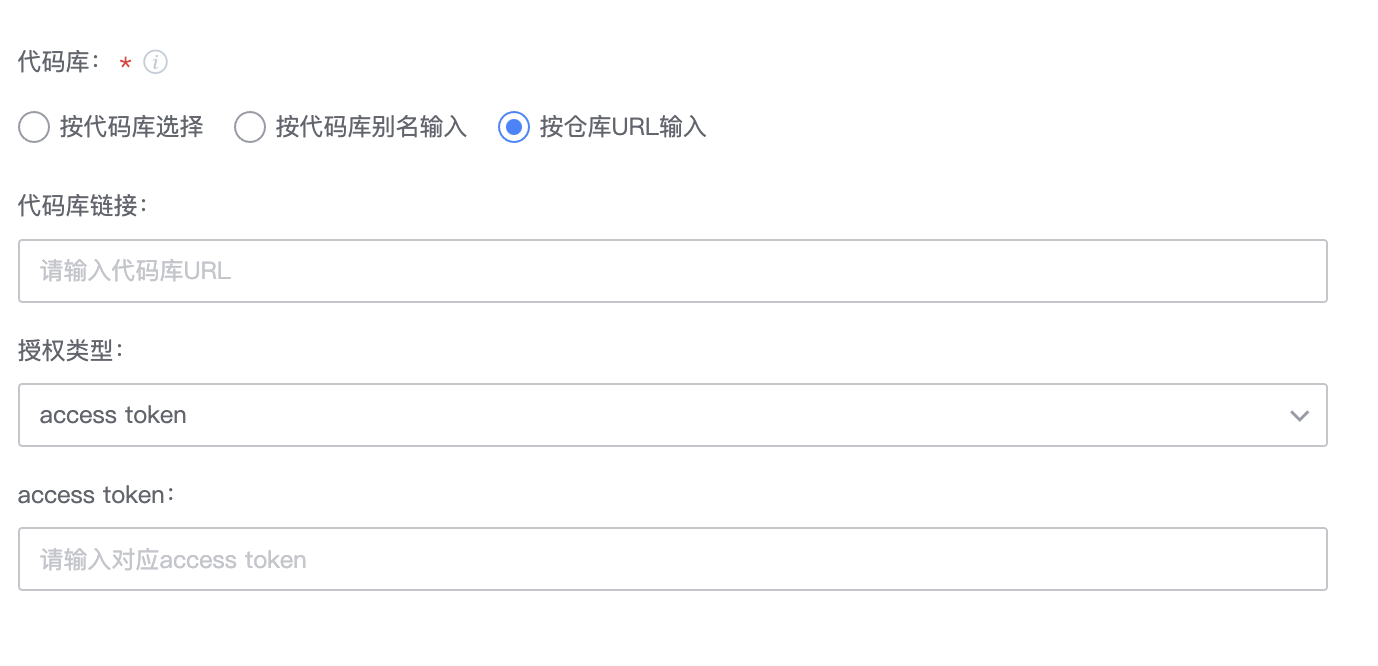 代码库： *
按代码库选择 按代码库别名输入 按仓库URL输入
代码库链接：
请输入代码库URL
授权类型：
access token
access token：
请输入对应access token